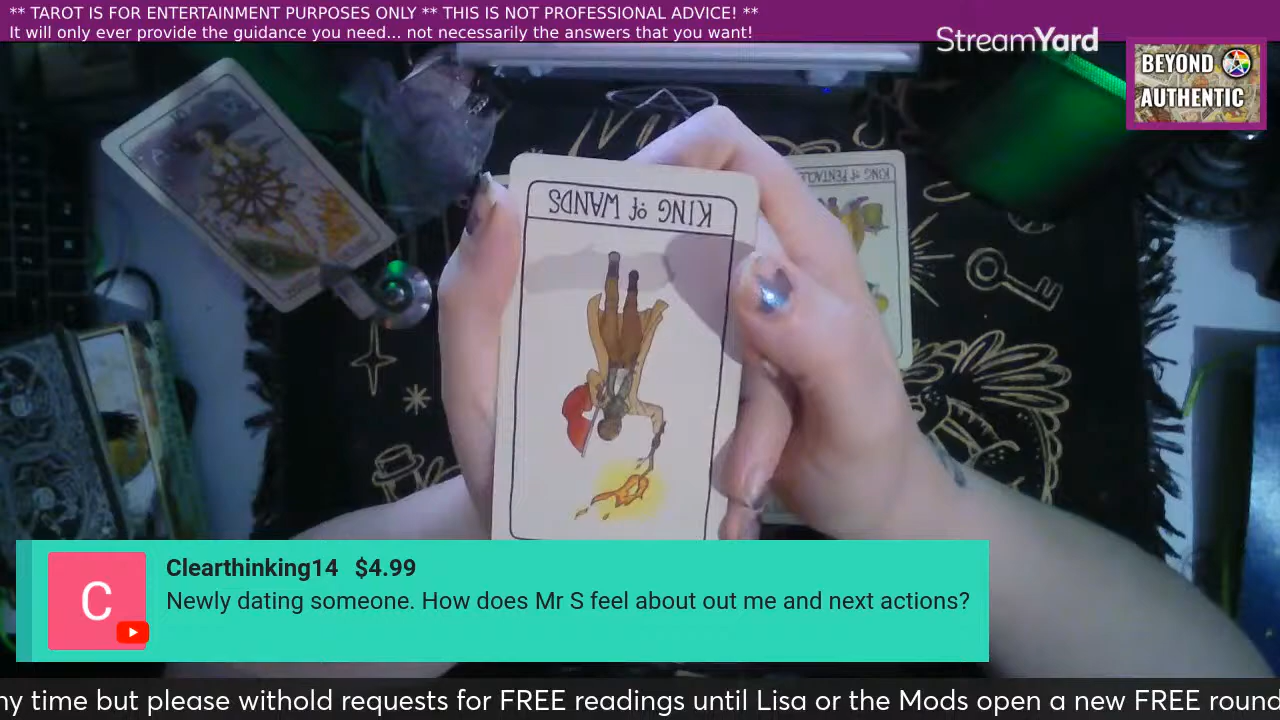 ** TAROT IS FOR ENTERTAINMENT PURPOSES ONLY ** THIS IS NOT PROFESSIONAL ADVICE! **
It will only ever provide the guidance you need... not necessarily the answers that you want!
StreamYard
BEYOND
AUTHENTIC
KING of WANDS
KING of PENTACLE
Clearthinking14 $4.99
C
Newly dating someone. How does Mr S feel about out me and next actions?
ny time but please withold requests for FREE readings until Lisa or the Mods open a new FREE round